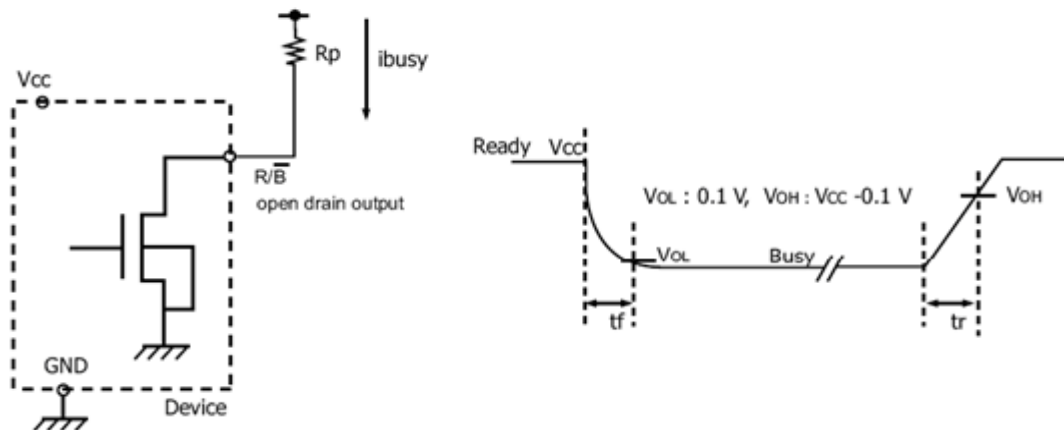 Rp
ibusy
Vcc
R/B̅
open drain output
GND
Device
Ready Vcc
VOL : 0.1 V, VOH : VCC -0.1 V
VOH
VOL
Busy
tf
tr